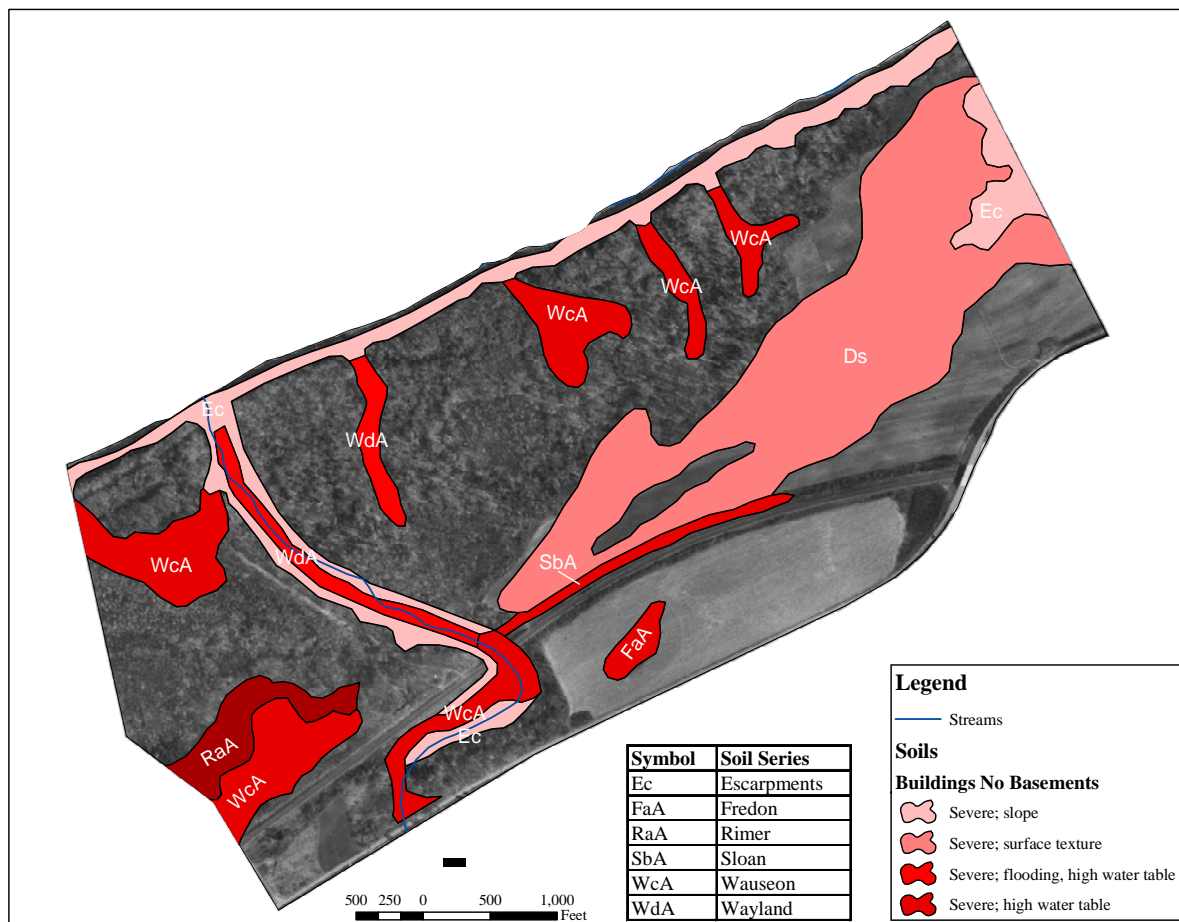 Ec
WcA
WcA
WcA
Ds
Ec
WdA
WcA
WdA
SbA
FaA
WcA
Ec
RaA
WcA
Symbol Soil Series
Ec Escarpments
FaA Fredon
RaA Rimer
SbA Sloan
WcA Wauseon
WdA Wayland
500 250 0 500 1,000
Feet
Legend
Streams
Soils
Buildings No Basements
Severe; slope
Severe; surface texture
Severe; flooding, high water table
Severe; high water table